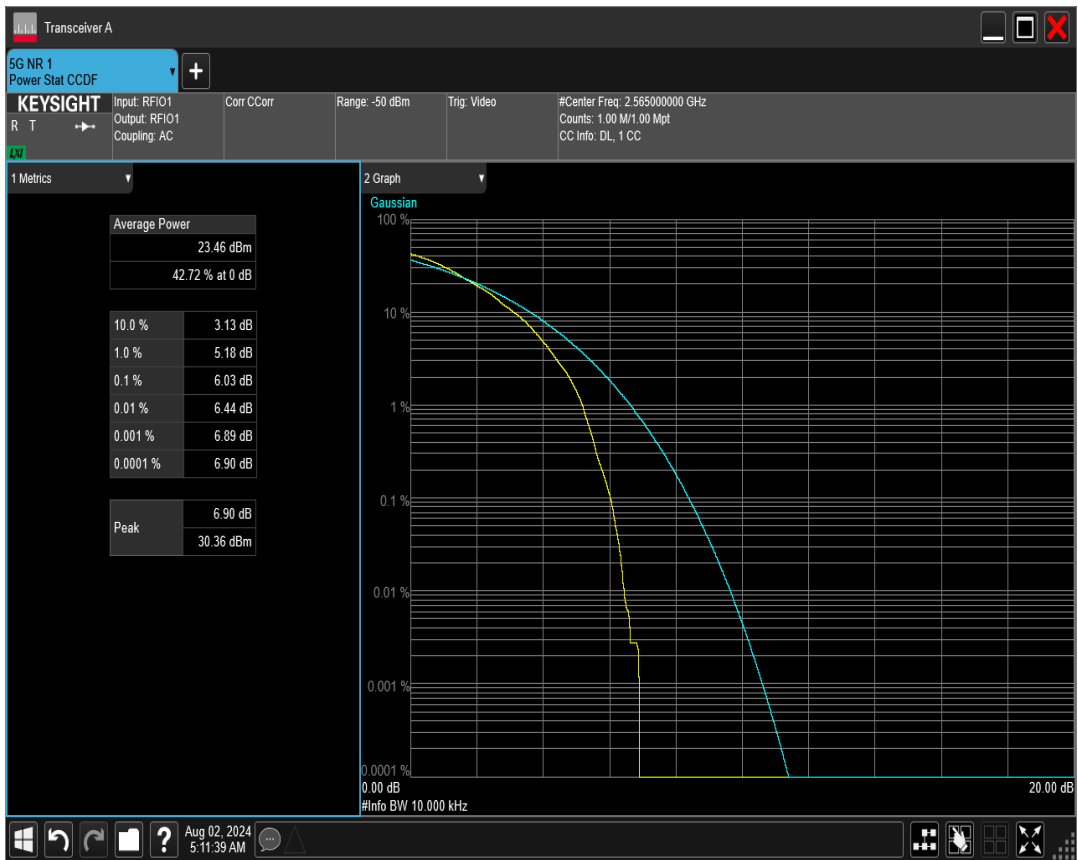 Transceiver A
5G NR 1
Power Stat CCDF
+
KEYSIGHT
R T
LXI
Input: RFIO1
Output: RFIO1
Coupling: AC
Corr CCorr
Range: -50 dBm
Trig: Video
#Center Freq: 2.565000000 GHz
Counts: 1.00 M/1.00 Mpt
CC Info: DL, 1 CC
1 Metrics
Average Power
23.46 dBm
42.72 % at 0 dB
10.0 % 3.13 dB
1.0 % 5.18 dB
0.1 % 6.03 dB
0.01 % 6.44 dB
0.001 % 6.89 dB
0.0001 % 6.90 dB
Peak
6.90 dB
30.36 dBm
2 Graph
Gaussian
100 %
10 %
1 %
0.1 %
0.01 %
0.001 %
0.0001 %
0.00 dB 20.00 dB
#Info BW 10.000 kHz
?
Aug 02, 2024
5:11:39 AM